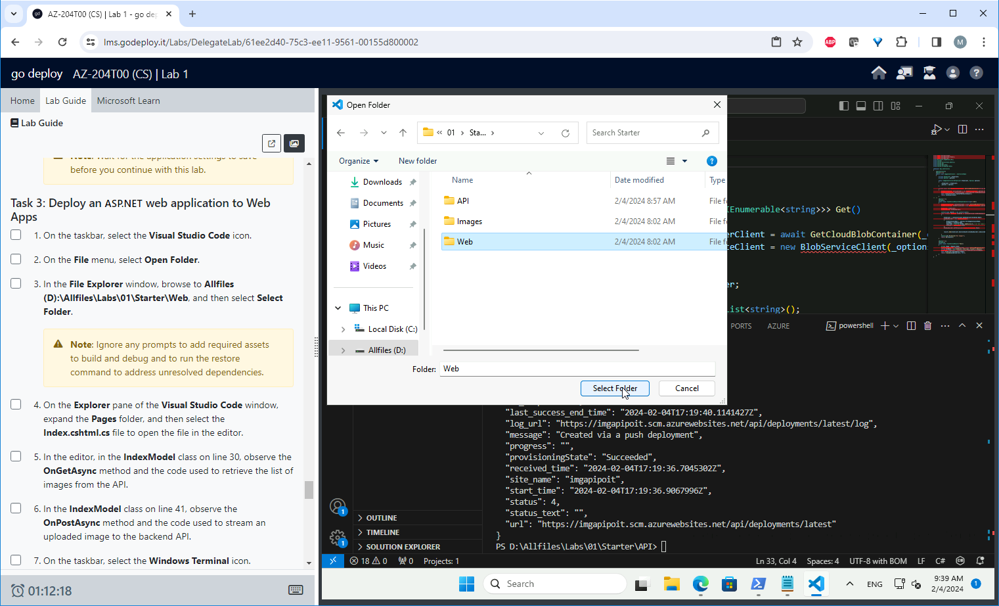 AZ-204T00 (CS) | Lab 1 - go de
lms.godeploy.it/Labs/DelegateLab/61ee2d40-75c3-ee11-9561-00155d800002
ABP
M
go deploy AZ-204T00 (CS) | Lab 1
Home Lab Guide Microsoft Learn
Lab Guide
before you continue with this lab.
Task 3: Deploy an ASP.NET web application to Web
Apps
1. On the taskbar, select the Visual Studio Code icon.
2. On the File menu, select Open Folder.
3. In the File Explorer window, browse to Allfiles
(D):\Allfiles\Labs\01\Starter\Web, and then select Select
Folder.
Note: Ignore any prompts to add required assets
to build and debug and to run the restore
command to address unresolved dependencies.
4. On the Explorer pane of the Visual Studio Code window,
expand the Pages folder, and then select the
Index.cshtml.cs file to open the file in the editor.
5. In the editor, in the IndexModel class on line 30, observe the
OnGetAsync method and the code used to retrieve the list of
images from the API.
6. In the IndexModel class on line 41, observe the
OnPostAsync method and the code used to stream an
uploaded image to the backend API.
7. On the taskbar, select the Windows Terminal icon.
01:12:18
Open Folder
« 01 › Sta... ›
Search Starter
Organize New folder
Name Date modified Type
Downloads
Documents
Pictures
Music
Videos
This PC
Local Disk (C:)
Allfiles (D:)
API 2/4/2024 8:57 AM File f
Images 2/4/2024 8:02 AM File f
Web 2/4/2024 8:02 AM File f
Folder: Web
Select Folder Cancel
IEnumerable<string>>> Get()
erClient = await GetCloudBlobContainer(_
teClient = new BlobServiceClient(_option
er;
List<string>();
PORTS AZURE powershell
"last_success_end_time": "2024-02-04T17:19:40.1141427Z",
"log_url": "https://imgapipoit.scm.azurewebsites.net/api/deployments/latest/log",
"message": "Created via a push deployment",
"progress": "",
"provisioningState": "Succeeded",
"received_time": "2024-02-04T17:19:36.7045302Z",
"site_name": "imgapipoit",
"start_time": "2024-02-04T17:19:36.9067996Z",
"status": 4,
"status_text": "",
"url": "https://imgapipoit.scm.azurewebsites.net/api/deployments/latest"
}
PS D:\Allfiles\Labs\01\Starter\API>
1
1
OUTLINE
TIMELINE
SOLUTION EXPLORER
18 0 0 Projects: 1
Ln 33, Col 4 Spaces: 4 UTF-8 with BOM LF C#
Search
ENG
9:39 AM
2/4/2024
1